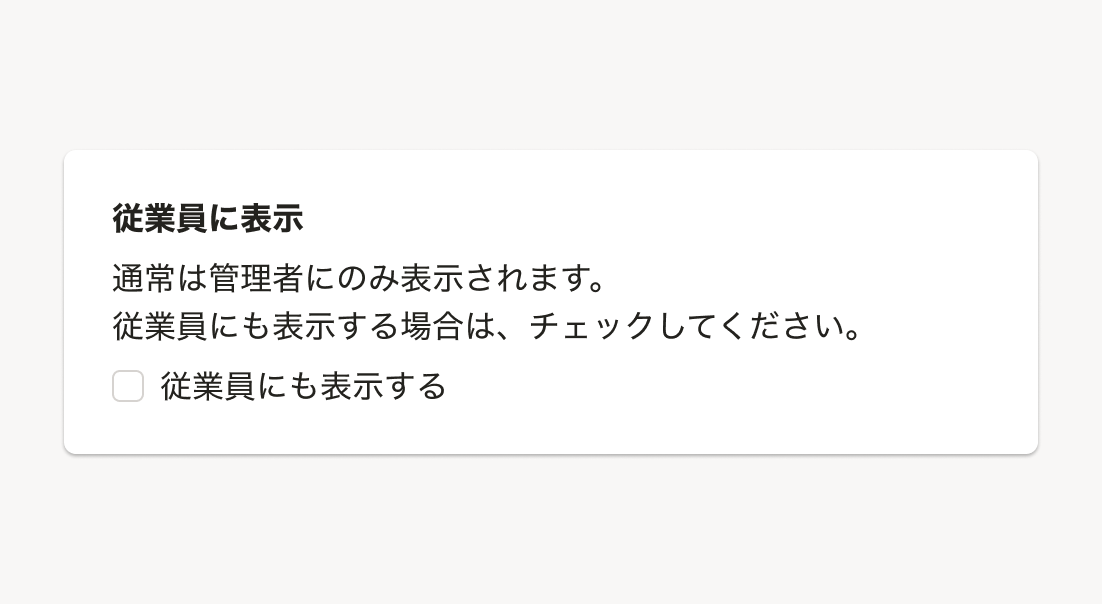 従業員に表示
通常は管理者にのみ表示されます。
従業員にも表示する場合は、チェックしてください。
従業員にも表示する